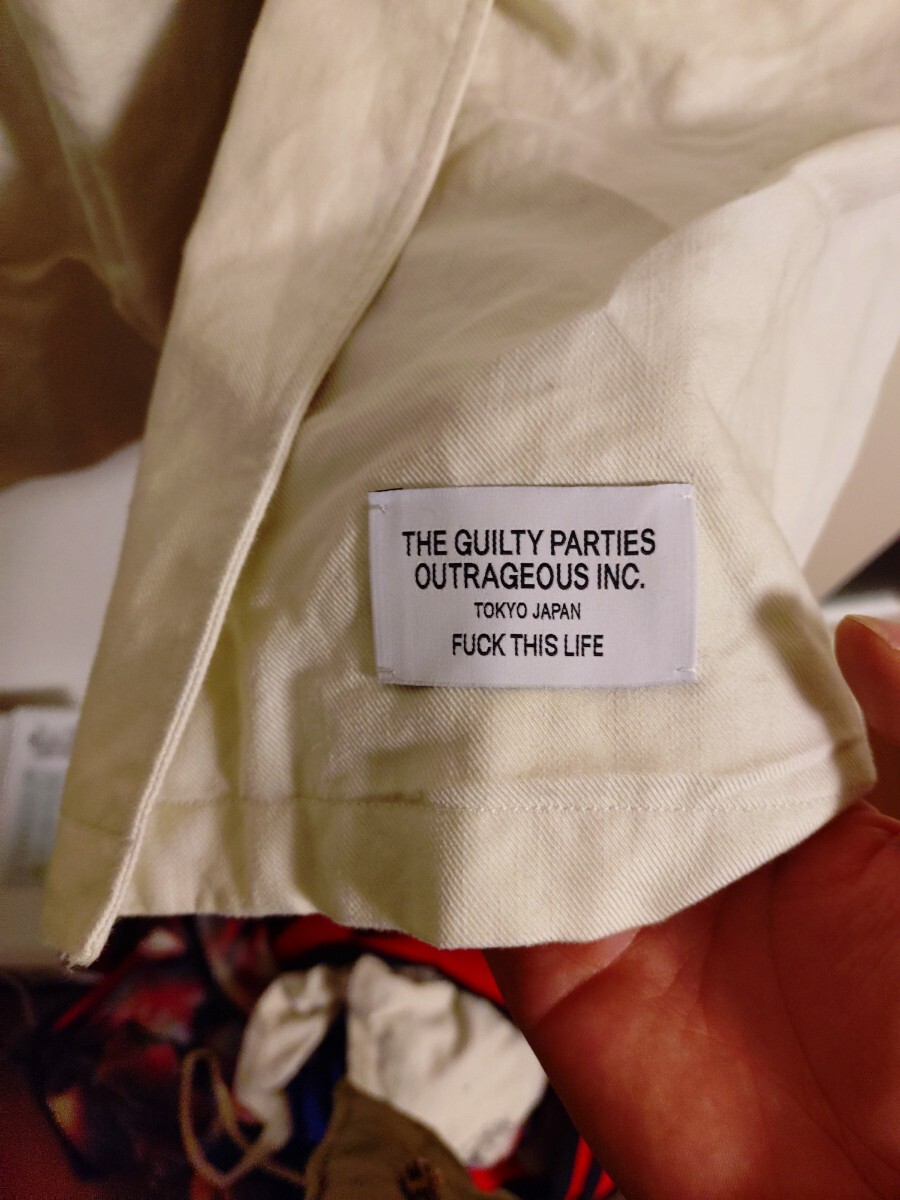 THE GUILTY PARTIES
OUTRAGEOUS INC.
TOKYO JAPAN
FUCK THIS LIFE